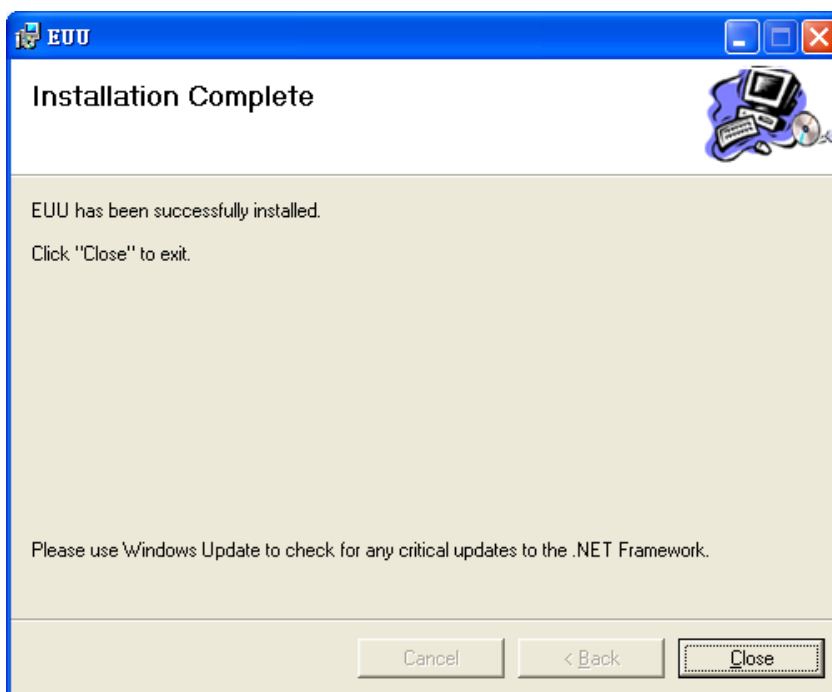 EUU
Installation Complete
EUU has been successfully installed.
Click "Close" to exit.
Please use Windows Update to check for any critical updates to the .NET Framework.
Cancel
< Back
Close